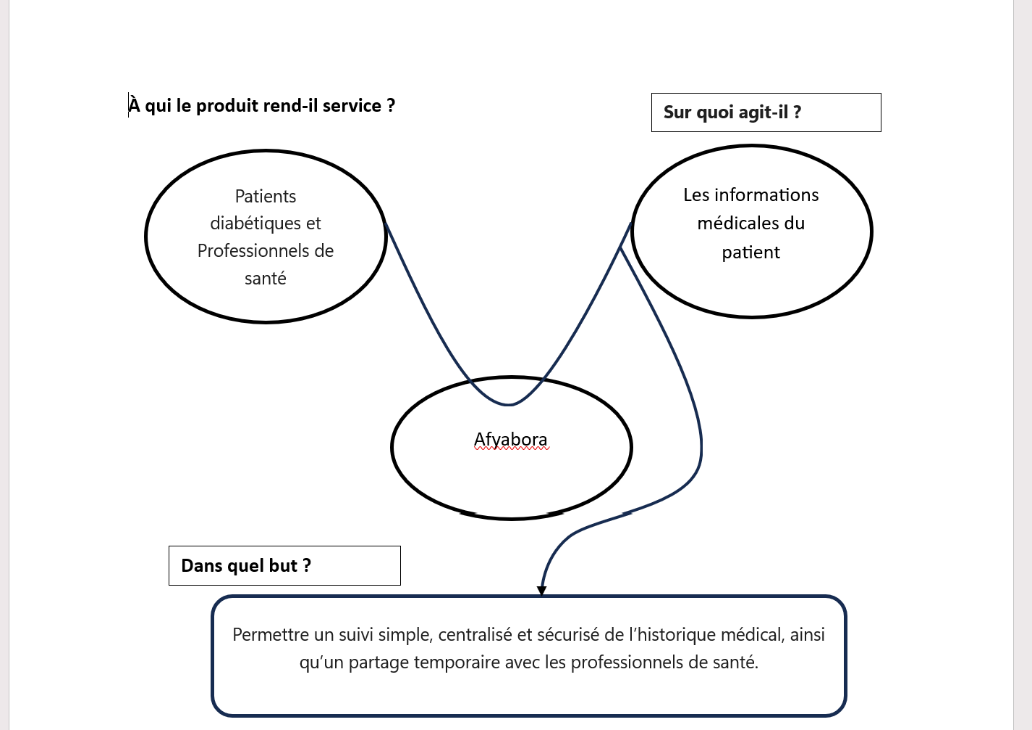 À qui le produit rend-il service ?
Sur quoi agit-il ?
Patients
diabétiques et
Professionnels de
santé
Les informations
médicales du
patient
Afyabora
Dans quel but ?
Permettre un suivi simple, centralisé et sécurisé de l’historique médical, ainsi
qu’un partage temporaire avec les professionnels de santé.